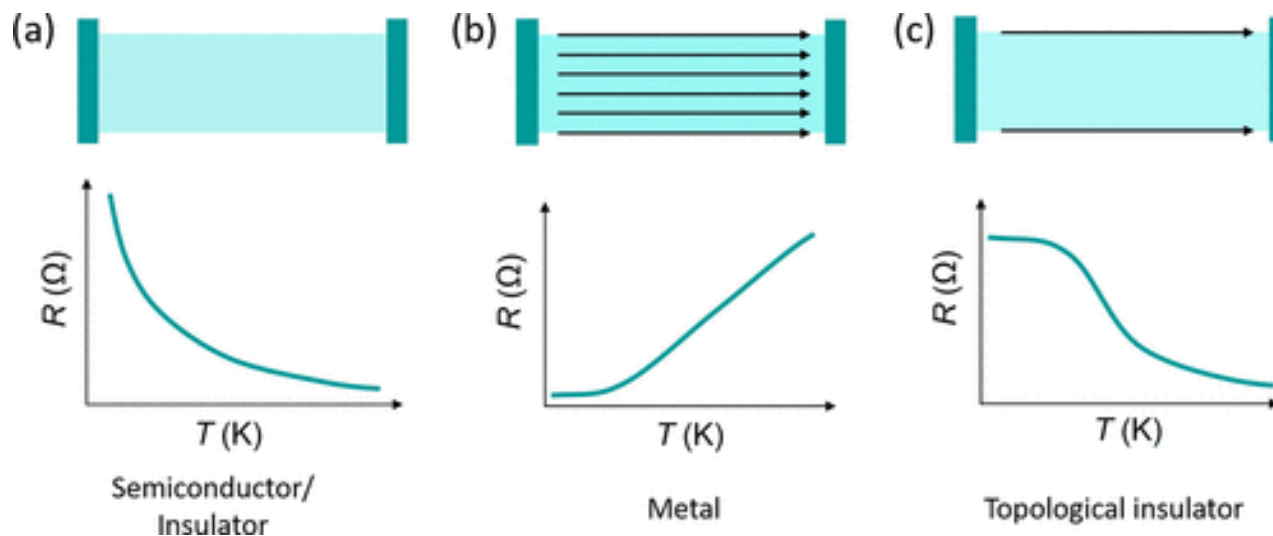 (a)
(b)
(c)
R (Ω)
T (K)
R (Ω)
T (K)
R (Ω)
T (K)
Semiconductor/
Insulator
Metal
Topological insulator